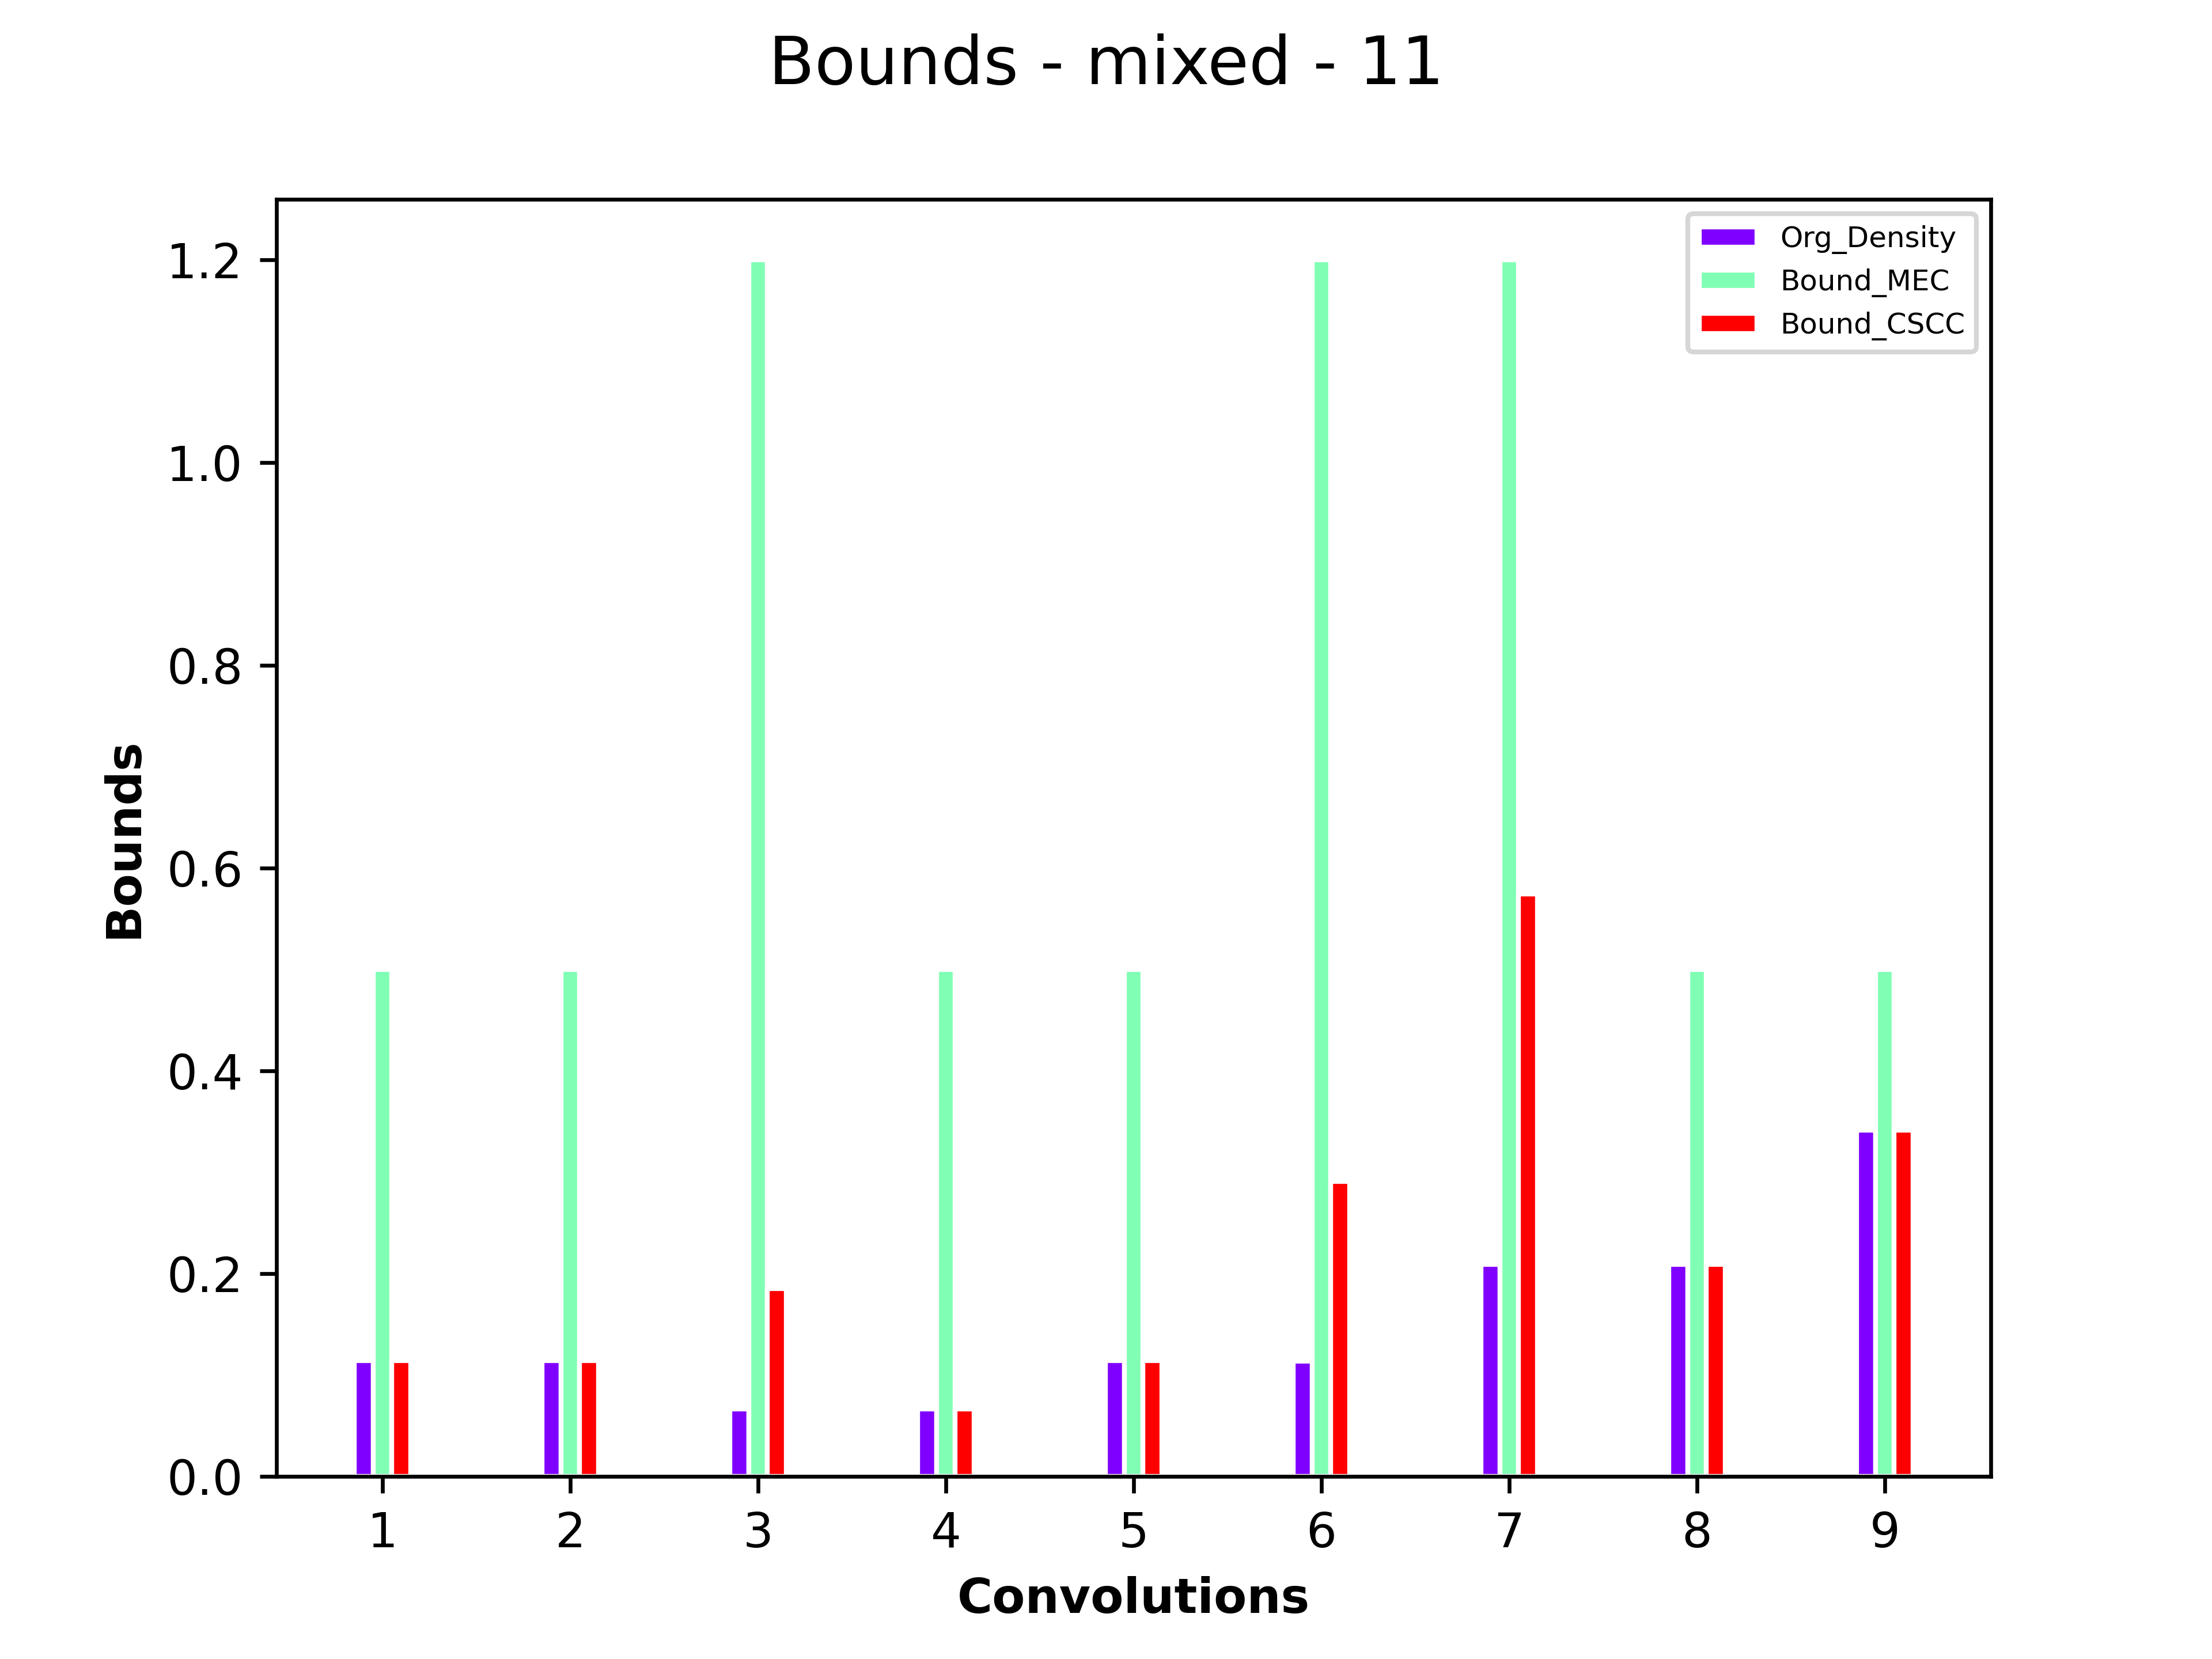 Bounds - mixed - 11
Org_Density
Bound_MEC
Bound_CSCC
1.2
1.0
0.8
0.6
0.4
0.2
0.0
Bounds
1 2 3 4 5 6 7 8 9
Convolutions